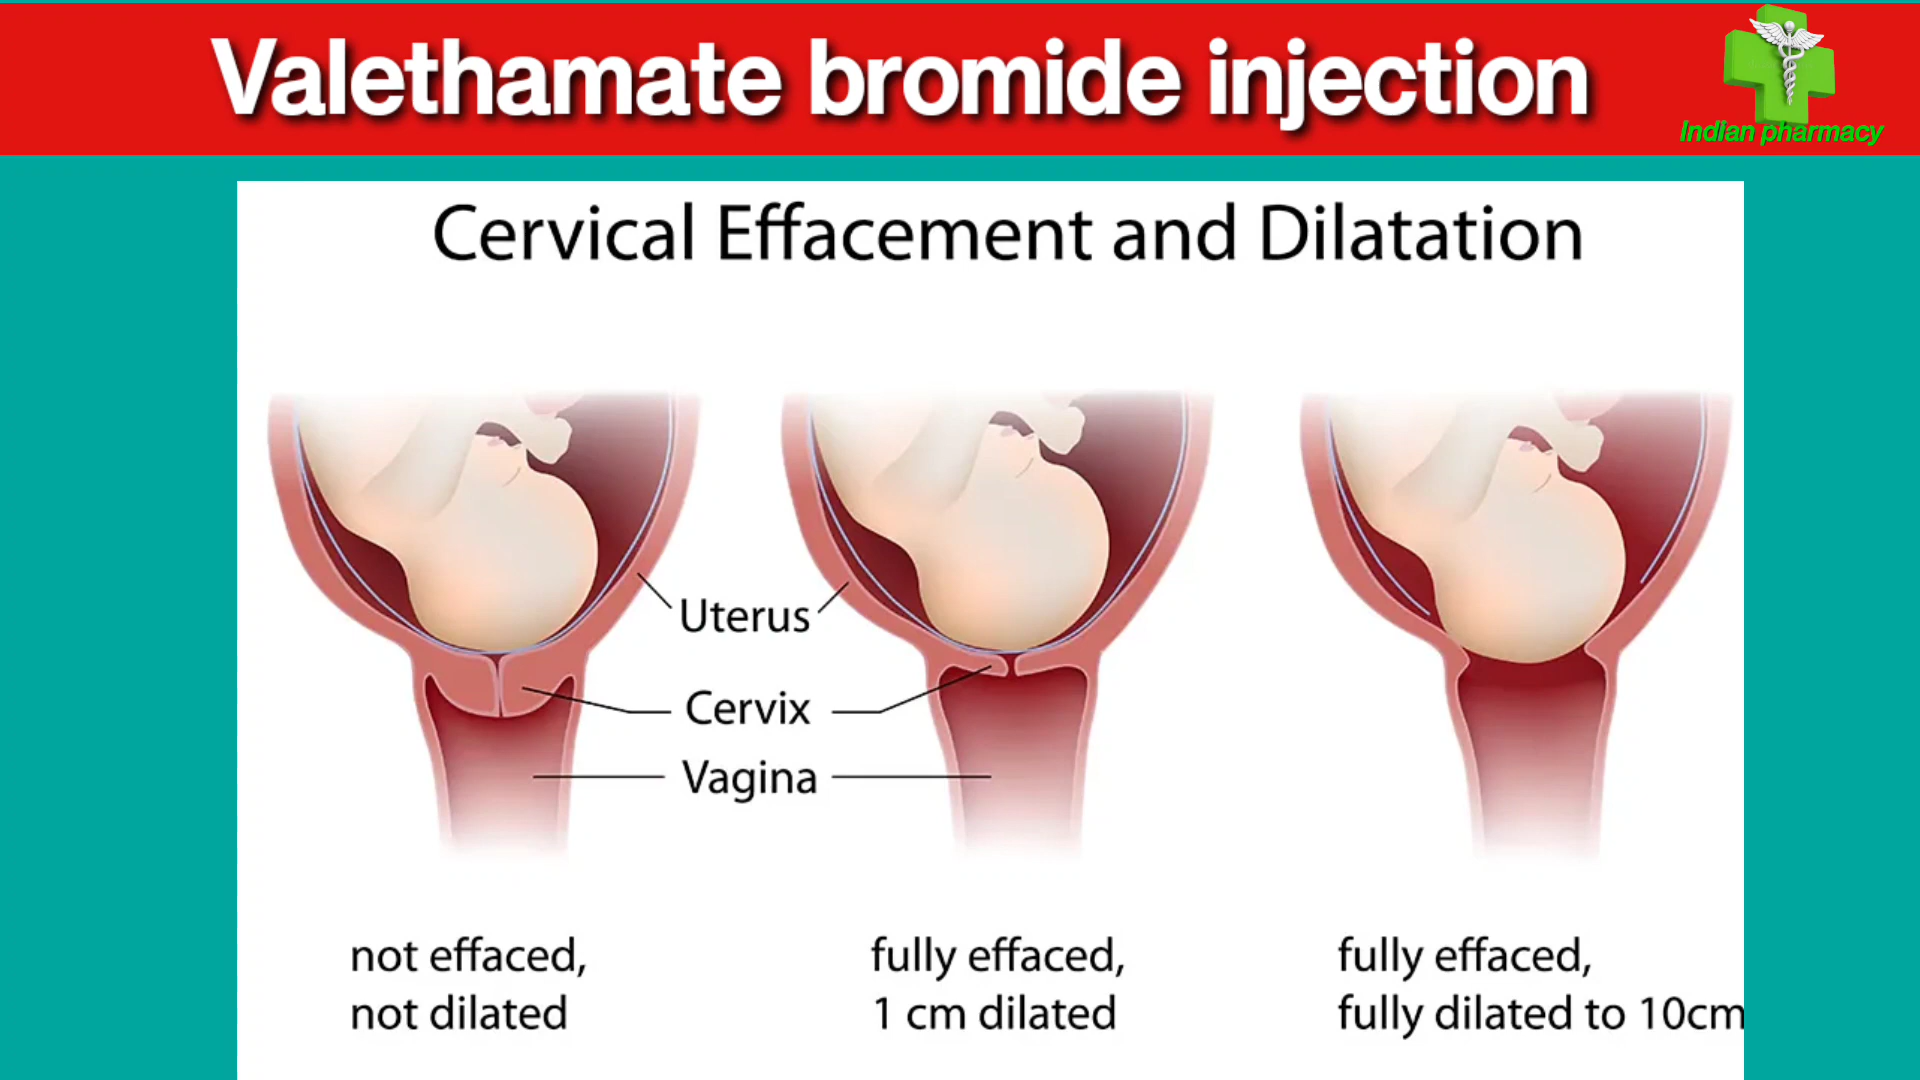 Valethamate bromide injection
Indian pharmacy
Cervical Effacement and Dilatation
Uterus
Cervix
Vagina
not effaced,
not dilated
fully effaced,
1 cm dilated
fully effaced,
fully dilated to 10cm